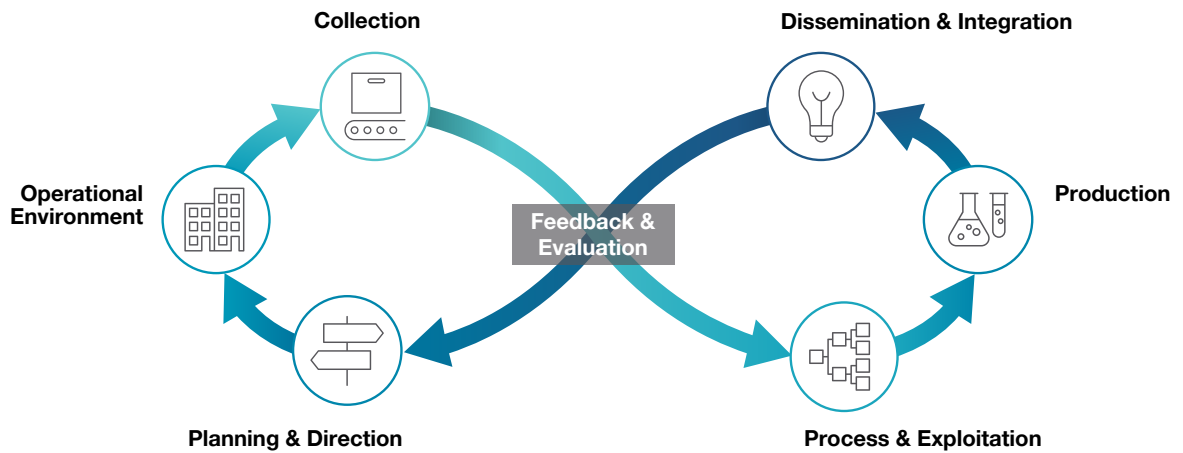 Collection
Dissemination & Integration
Operational
Environment
Production
Feedback &
Evaluation
Planning & Direction
Process & Exploitation